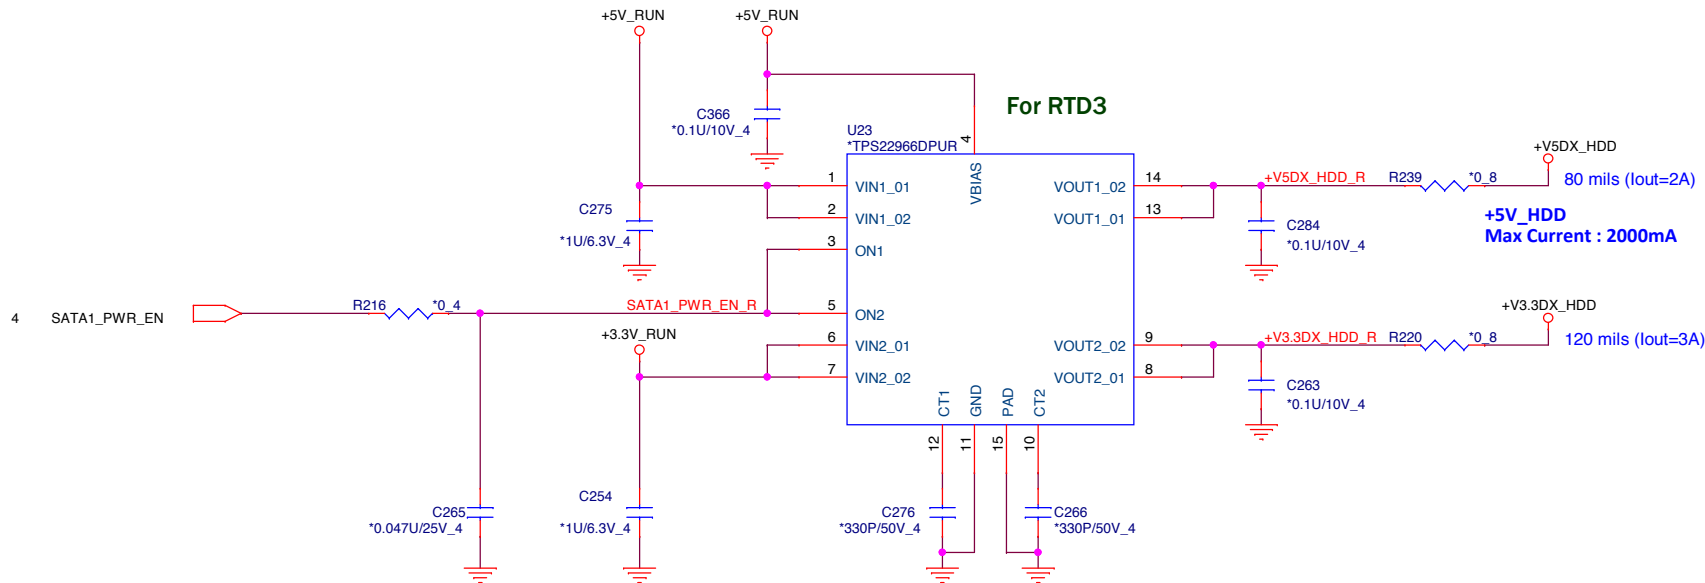 +5V_RUN
+5V_RUN
For RTD3
C366
*0.1U/10V_4
U23
*TPS22966DPUR
4
VBIAS
+V5DX_HDD
1
VIN1_01
VOUT1_02
14
+V5DX_HDD_R
R239
*0_8
80 mils (Iout=2A)
2
VIN1_02
VOUT1_01
13
C275
*1U/6.3V_4
C284
*0.1U/10V_4
+5V_HDD
Max Current : 2000mA
3
ON1
4
SATA1_PWR_EN
R216
*0_4
SATA1_PWR_EN_R
5
ON2
+V3.3DX_HDD
+3.3V_RUN
6
VIN2_01
VOUT2_02
9
+V3.3DX_HDD_R
R220
*0_8
120 mils (Iout=3A)
7
VIN2_02
VOUT2_01
8
C263
*0.1U/10V_4
CT1
GND
PAD
CT2
12
11
15
10
C265
*0.047U/25V_4
C254
*1U/6.3V_4
C276
*330P/50V_4
C266
*330P/50V_4